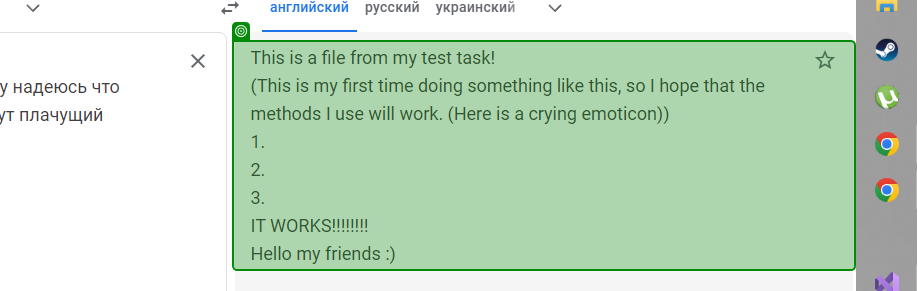 английский русский украинский
у надеюсь что
ут плачущий
This is a file from my test task!
(This is my first time doing something like this, so I hope that the
methods I use will work. (Here is a crying emoticon))
1.
2.
3.
IT WORKS!!!!!!!!
Hello my friends :)